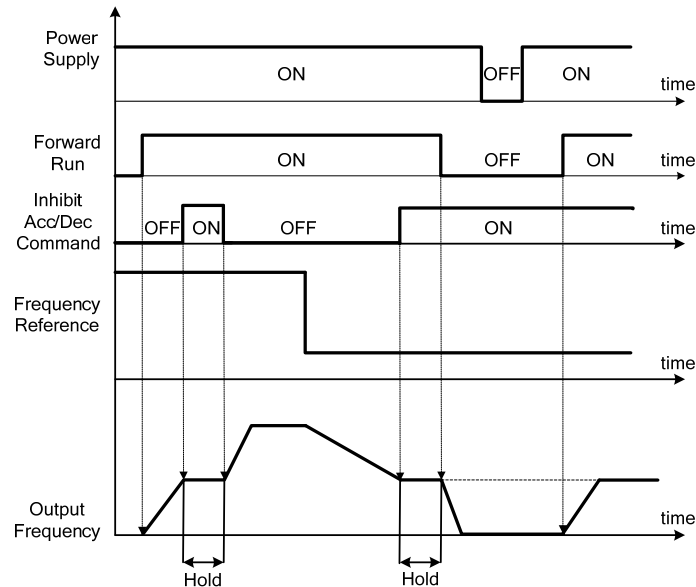 Power
Supply
ON
OFF
ON
time
Forward
Run
ON
OFF
ON
time
Inhibit
Acc/Dec
Command
OFF
ON
OFF
ON
time
Frequency
Reference
time
Output
Frequency
time
Hold
Hold